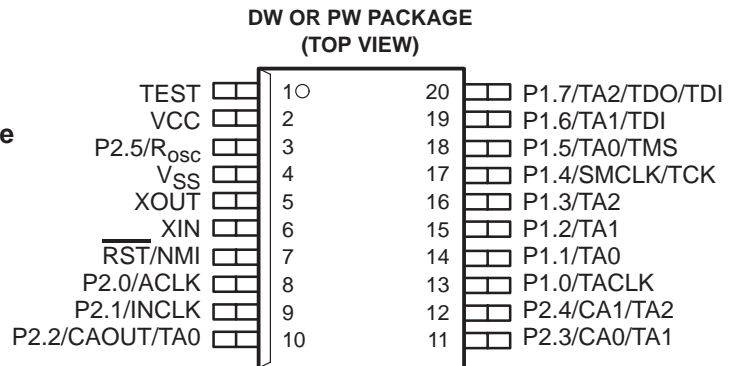 DW OR PW PACKAGE
(TOP VIEW)
e
TEST 1 20 P1.7/TA2/TDO/TDI
VCC 2 19 P1.6/TA1/TDI
P2.5/Rosc 3 18 P1.5/TA0/TMS
VSS 4 17 P1.4/SMCLK/TCK
XOUT 5 16 P1.3/TA2
XIN 6 15 P1.2/TA1
RST/NMI 7 14 P1.1/TA0
P2.0/ACLK 8 13 P1.0/TACLK
P2.1/INCLK 9 12 P2.4/CA1/TA2
P2.2/CAOUT/TA0 10 11 P2.3/CA0/TA1